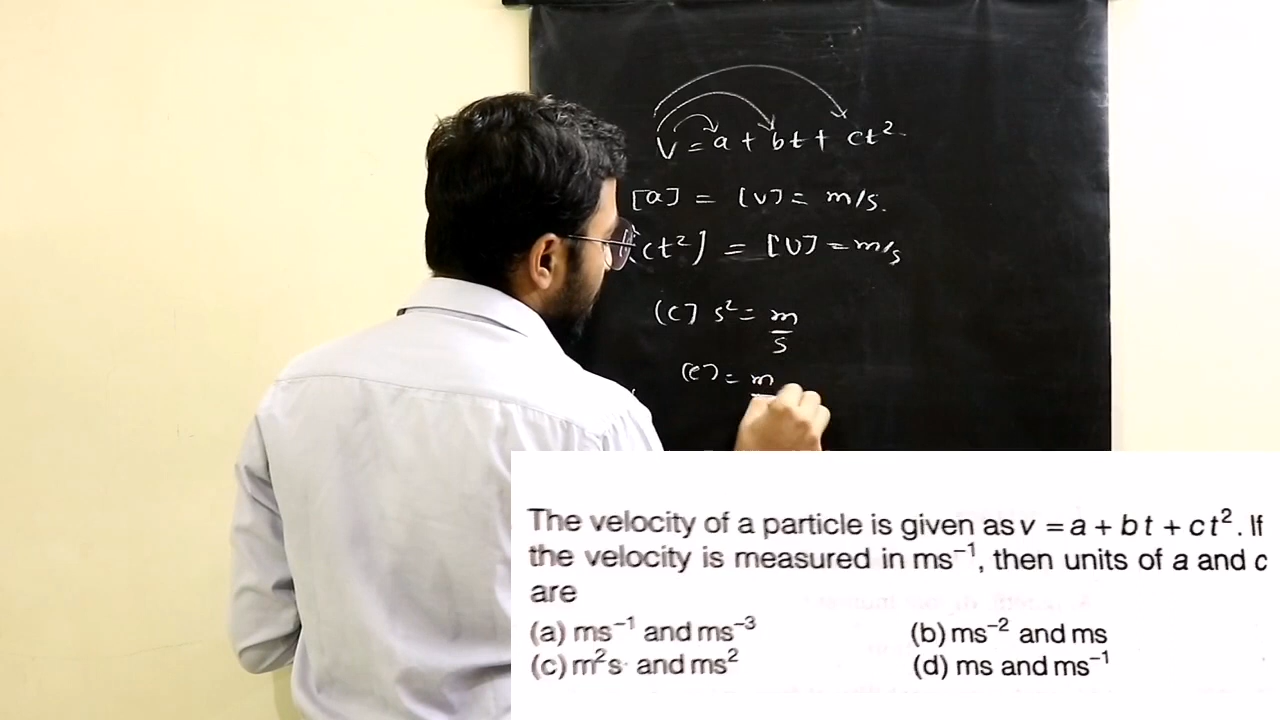 v = a + bt + ct².
[a] = [v] = m/s.
[ct²] = [v] = m/s
[c] s² = m/s
[c] = m
The velocity of a particle is given as v = a + bt + ct². If
the velocity is measured in ms⁻¹, then units of a and c
are
(a) ms⁻¹ and ms⁻³ (b) ms⁻² and ms
(c) m²s and ms² (d) ms and ms⁻¹